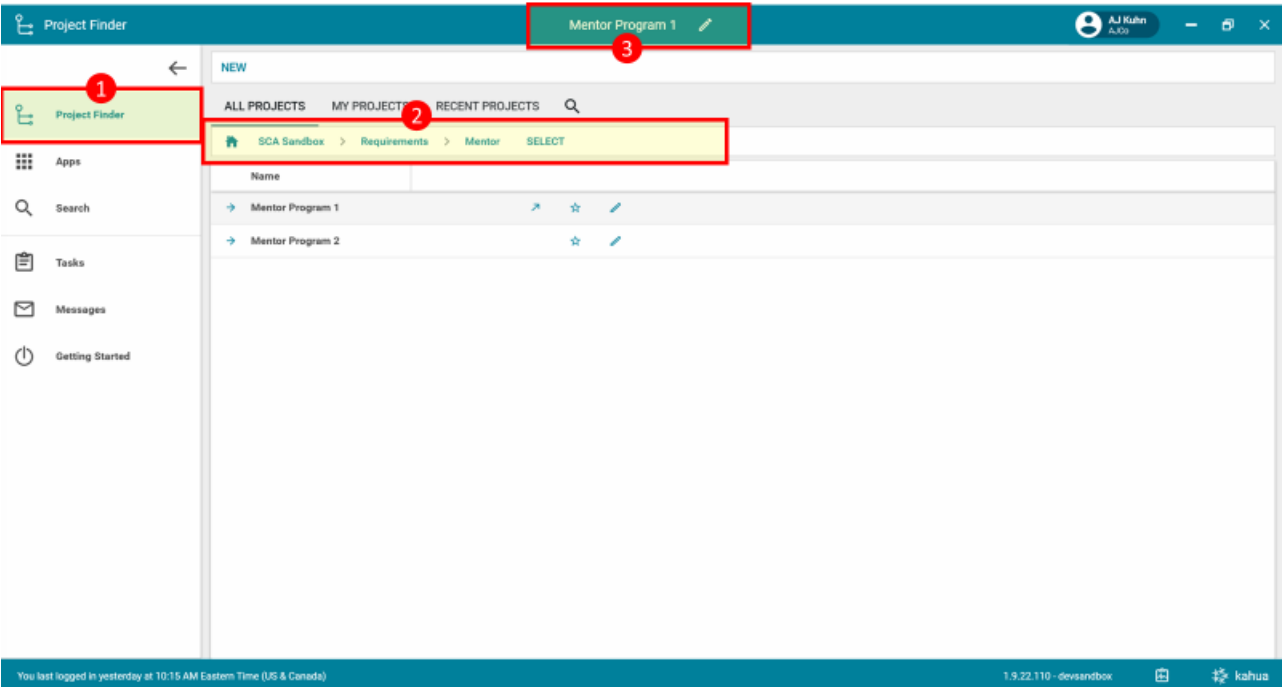 Project Finder
Mentor Program 1
AJ Kuhn
AJCo
3
1
NEW
Project Finder
ALL PROJECTS MY PROJECTS RECENT PROJECTS
2
SCA Sandbox > Requirements > Mentor SELECT
Apps
Name
Search
Mentor Program 1
Mentor Program 2
Tasks
Messages
Getting Started
You last logged in yesterday at 10:15 AM Eastern Time (US & Canada)
1.9.22.110 - devsandbox
kahua